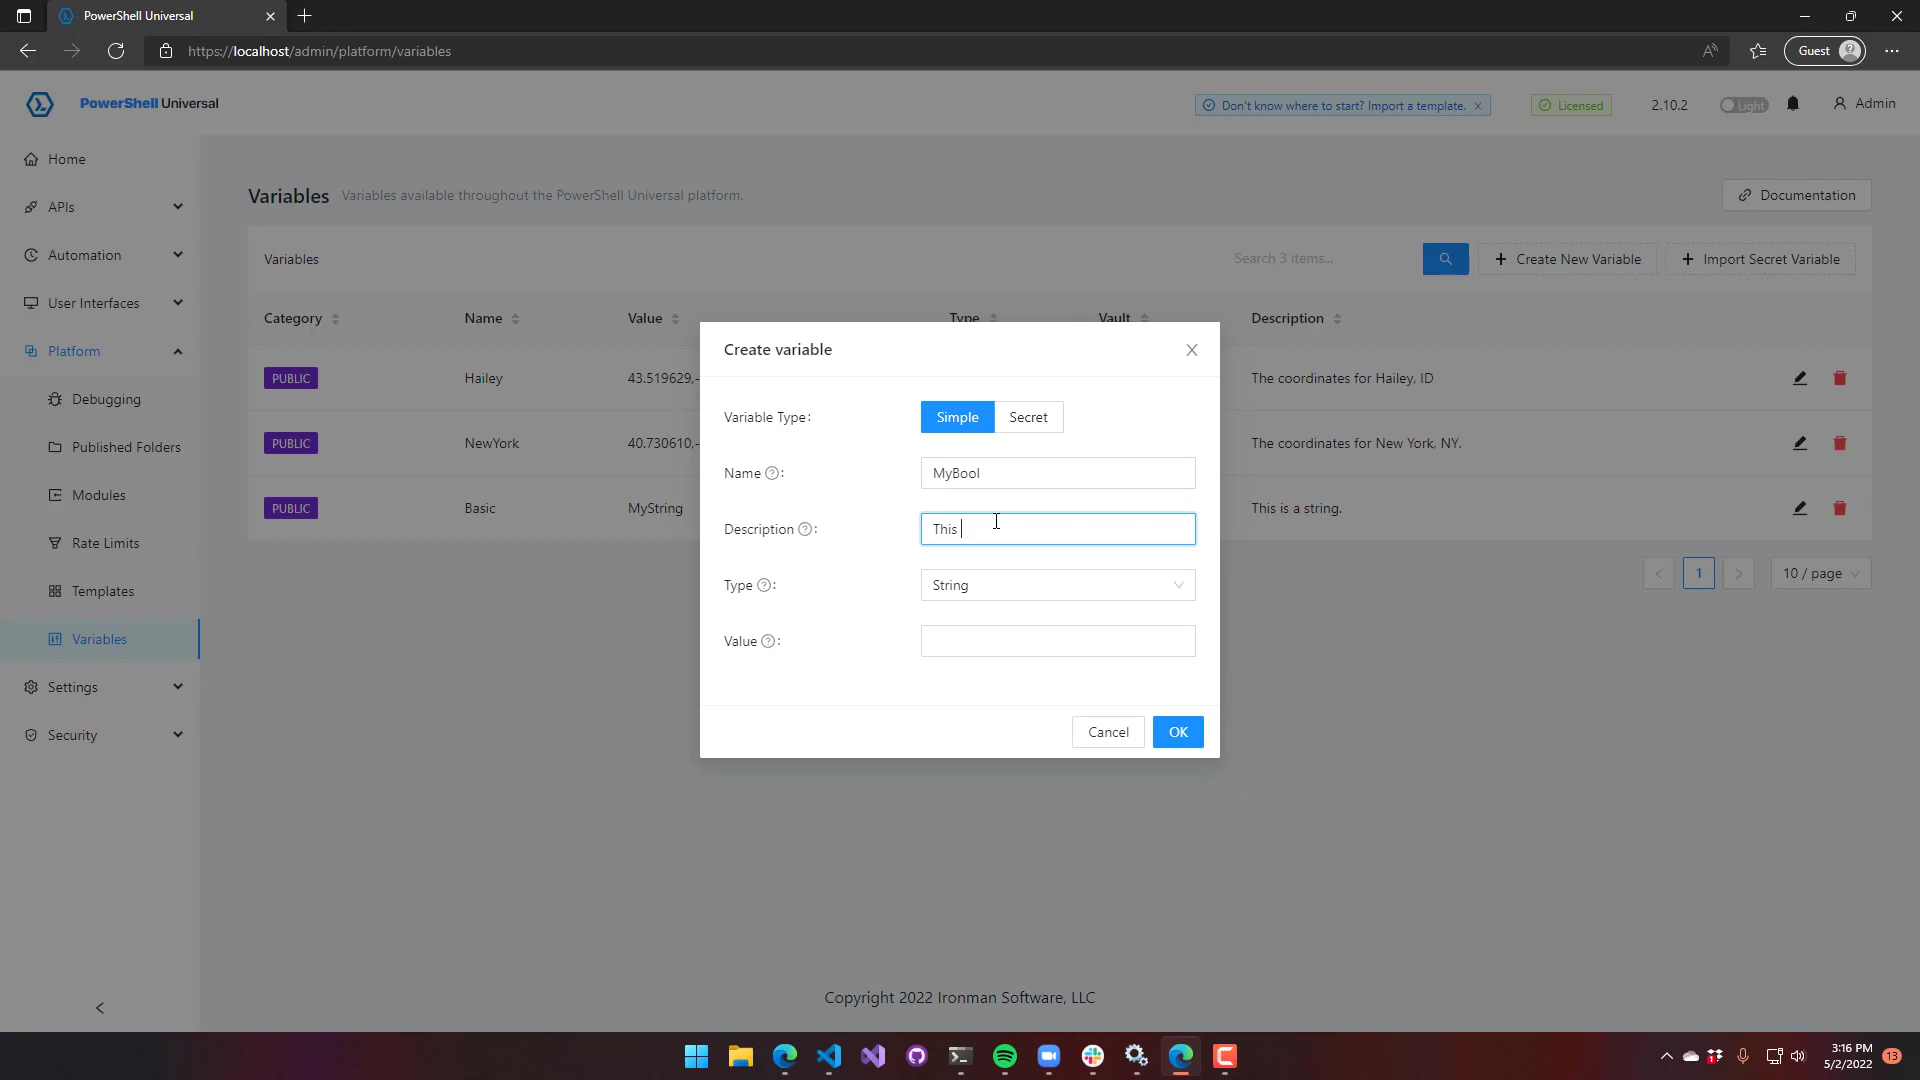 PowerShell Universal
https://localhost/admin/platform/variables
Guest
PowerShell Universal
Don't know where to start? Import a template.
Licensed
2.10.2
Light
Admin
Home
APIs
Automation
User Interfaces
Platform
Debugging
Published Folders
Modules
Rate Limits
Templates
Variables
Settings
Security
Variables
Variables available throughout the PowerShell Universal platform.
Documentation
Variables
Search 3 items...
Create New Variable
Import Secret Variable
Category
Name
Value
Type
Vault
Description
PUBLIC
Hailey
43.519629,-
The coordinates for Hailey, ID
PUBLIC
NewYork
40.730610,-
The coordinates for New York, NY.
PUBLIC
Basic
MyString
This is a string.
1
10 / page
Create variable
Variable Type:
Simple
Secret
Name :
MyBool
Description :
This
Type :
String
Value :
Cancel
OK
Copyright 2022 Ironman Software, LLC
3:16 PM
5/2/2022
13